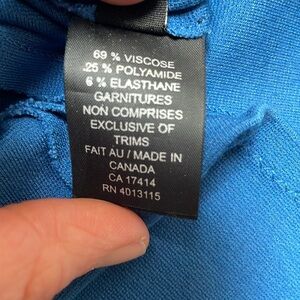 69 % VISCOSE
25 % POLYAMIDE
6 % ELASTHANE
GARNITURES
NON COMPRISES
EXCLUSIVE OF
TRIMS
FAIT AU / MADE IN
CANADA
CA 17414
RN 4013115